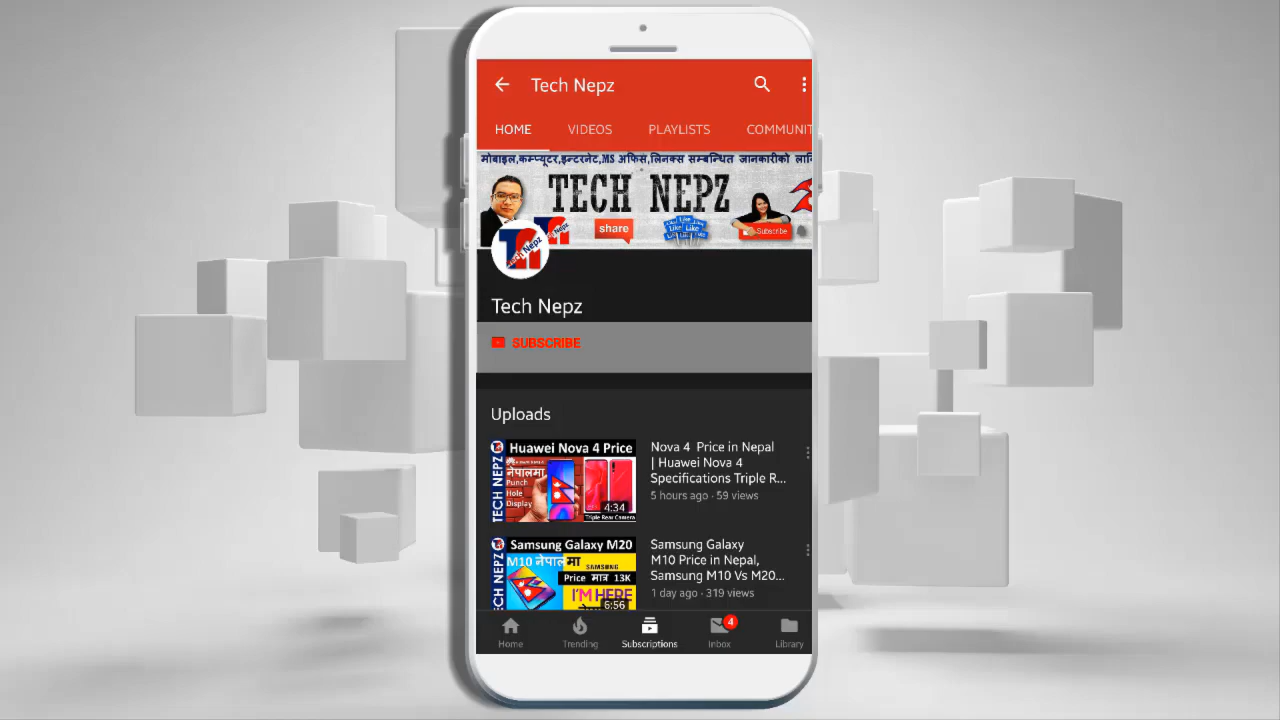 Tech Nepz
HOME VIDEOS PLAYLISTS COMMUNIT
मोबाइल,कम्प्यूटर,इन्टरनेट,MS अफिस,लिनक्स सम्बन्धित जानकारीको लागि
TECH NEPZ
share
Like! Like!
Subscribe
Tech Nepz
SUBSCRIBE
Uploads
TECH NEPZ
Huawei Nova 4 Price
नेपालमा
Punch
Hole
Display
4:34
Triple Rear Camera
Nova 4 Price in Nepal
| Huawei Nova 4
Specifications Triple R...
5 hours ago · 59 views
TECH NEPZ
Samsung Galaxy M20
M10 नेपालमा
SAMSUNG
Price मात्र 13K
I'M HERE
6:56
Samsung Galaxy
M10 Price in Nepal,
Samsung M10 Vs M20...
1 day ago · 319 views
4
Home Trending Subscriptions Inbox Library